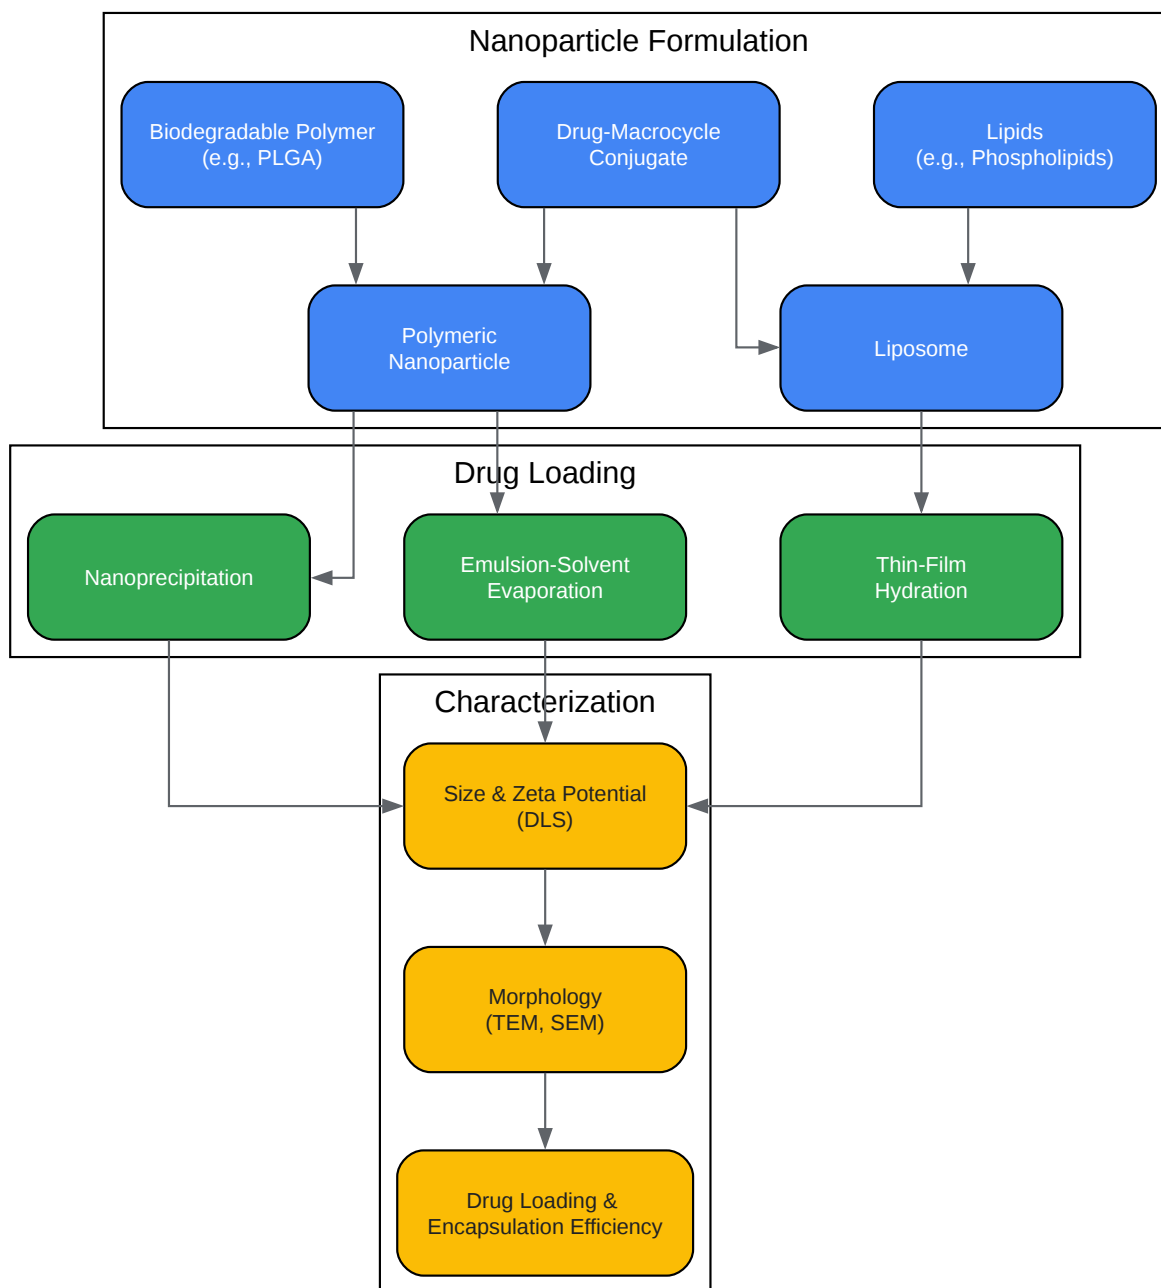 Nanoparticle Formulation
Biodegradable Polymer
(e.g., PLGA)
Drug-Macrocycle
Conjugate
Lipids
(e.g., Phospholipids)
Polymeric
Nanoparticle
Liposome
Drug Loading
Nanoprecipitation
Emulsion-Solvent
Evaporation
Thin-Film
Hydration
Characterization
Size & Zeta Potential
(DLS)
Morphology
(TEM, SEM)
Drug Loading &
Encapsulation Efficiency